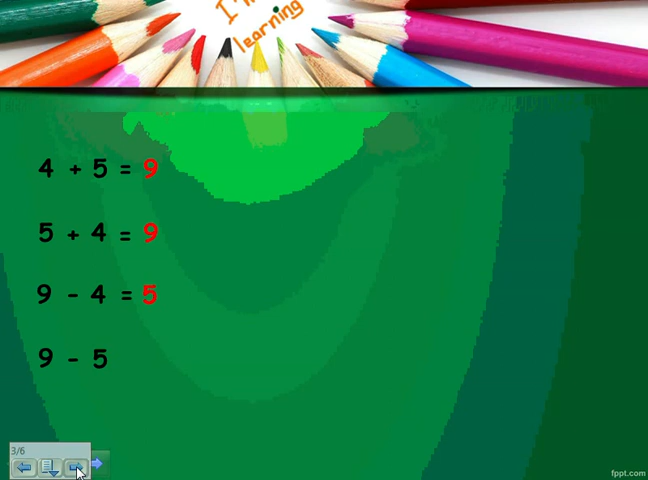 I'm
learning
4 + 5 = 9
5 + 4 = 9
9 - 4 = 5
9 - 5
3/6
fppt.com